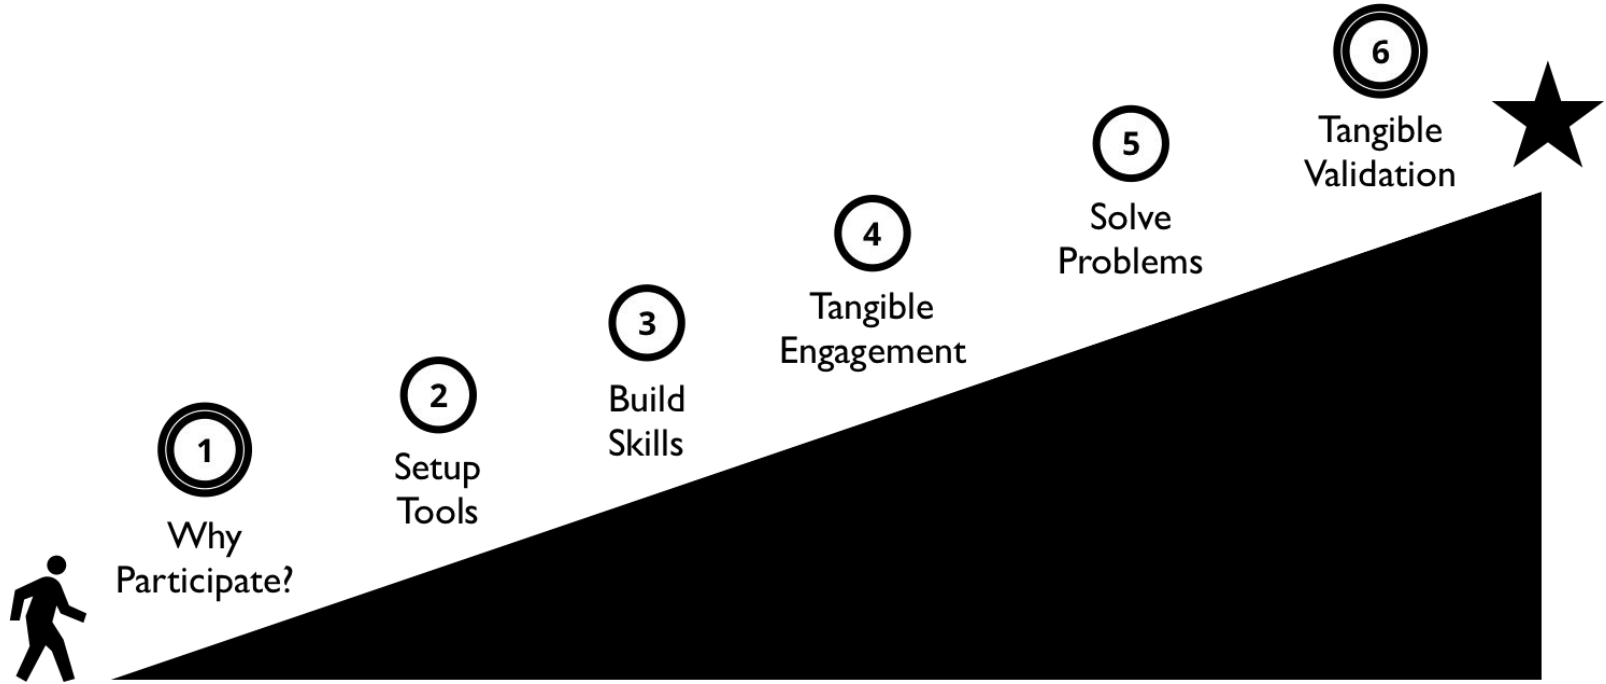 1
Why
Participate?
2
Setup
Tools
3
Build
Skills
4
Tangible
Engagement
5
Solve
Problems
6
Tangible
Validation